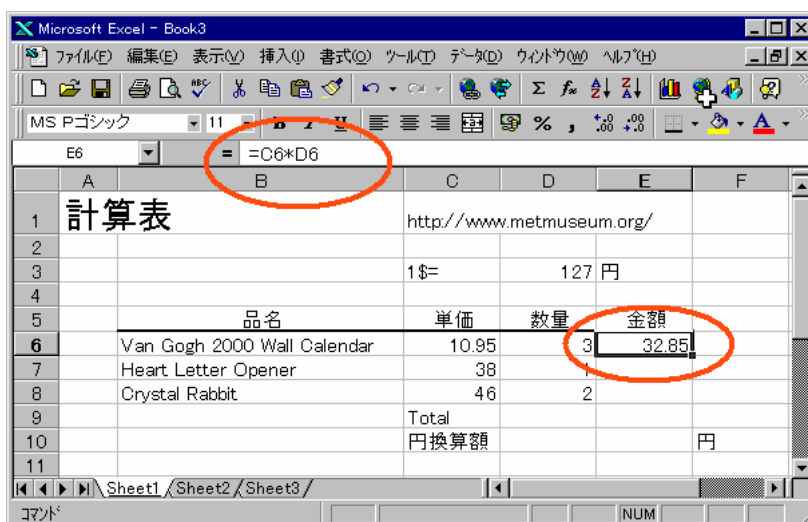 Microsoft Excel - Book3
ファイル(F) 編集(E) 表示(V) 挿入(I) 書式(O) ツール(T) データ(D) ウィンドウ(W) ヘルプ(H)
MS Pゴシック 11 B I U % ,
E6 = =C6*D6
A B C D E F
1 計算表 http://www.metmuseum.org/
2
3 1$= 127 円
4
5 品名 単価 数量 金額
6 Van Gogh 2000 Wall Calendar 10.95 3 32.85
7 Heart Letter Opener 38 1
8 Crystal Rabbit 46 2
9 Total
10 円換算額 円
11
Sheet1 Sheet2 Sheet3
コマンド NUM